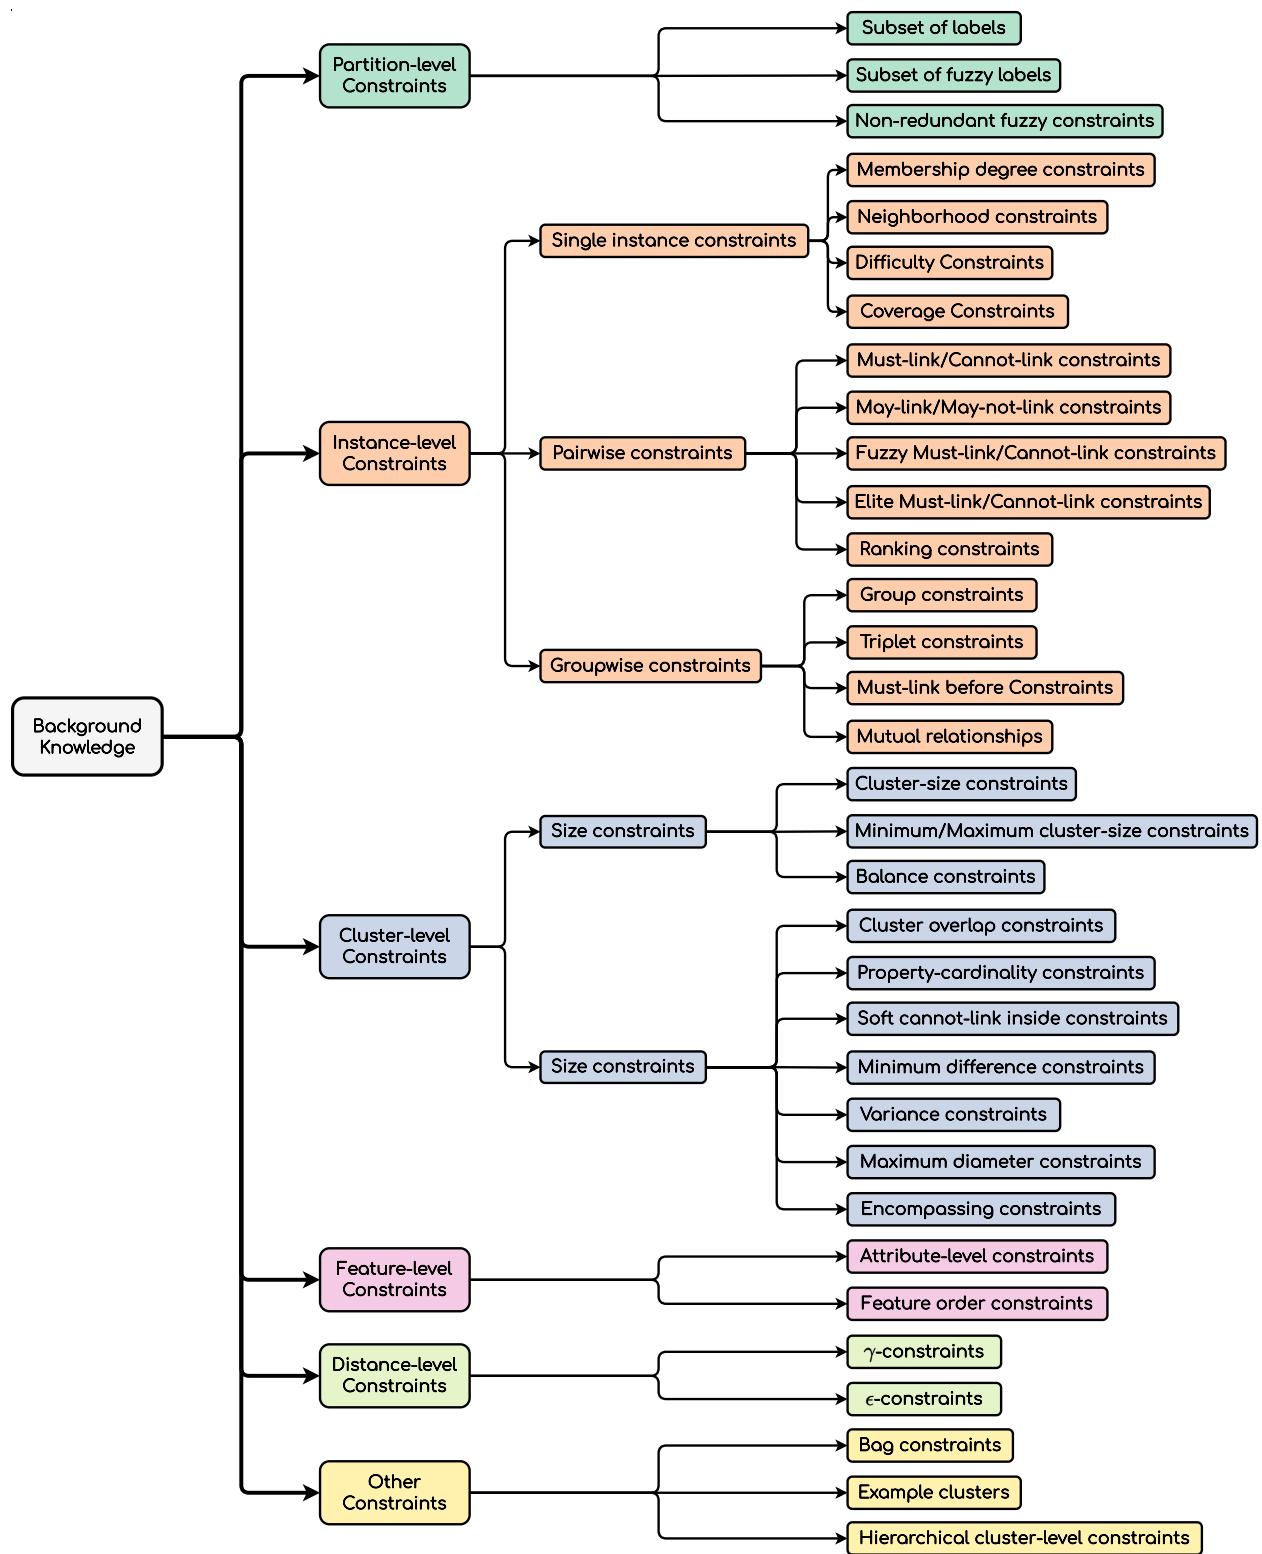 Subset of labels
Partition-level
Constraints
Subset of fuzzy labels
Non-redundant fuzzy constraints
Membership degree constraints
Neighborhood constraints
Single instance constraints
Difficulty Constraints
Coverage Constraints
Must-link/Cannot-link constraints
May-link/May-not-link constraints
Instance-level
Constraints
Pairwise constraints
Fuzzy Must-link/Cannot-link constraints
Elite Must-link/Cannot-link constraints
Ranking constraints
Group constraints
Triplet constraints
Groupwise constraints
Must-link before Constraints
Mutual relationships
Background
Knowledge
Cluster-size constraints
Size constraints
Minimum/Maximum cluster-size constraints
Balance constraints
Cluster-level
Constraints
Cluster overlap constraints
Property-cardinality constraints
Soft cannot-link inside constraints
Size constraints
Minimum difference constraints
Variance constraints
Maximum diameter constraints
Encompassing constraints
Feature-level
Constraints
Attribute-level constraints
Feature order constraints
Distance-level
Constraints
γ-constraints
ϵ-constraints
Other
Constraints
Bag constraints
Example clusters
Hierarchical cluster-level constraints